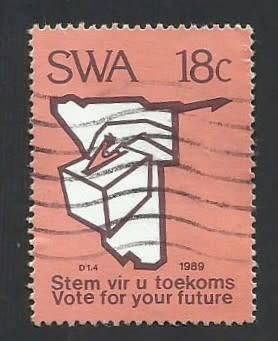 SWA 18c
D1.4 1989
Stem vir u toekoms
Vote for your future